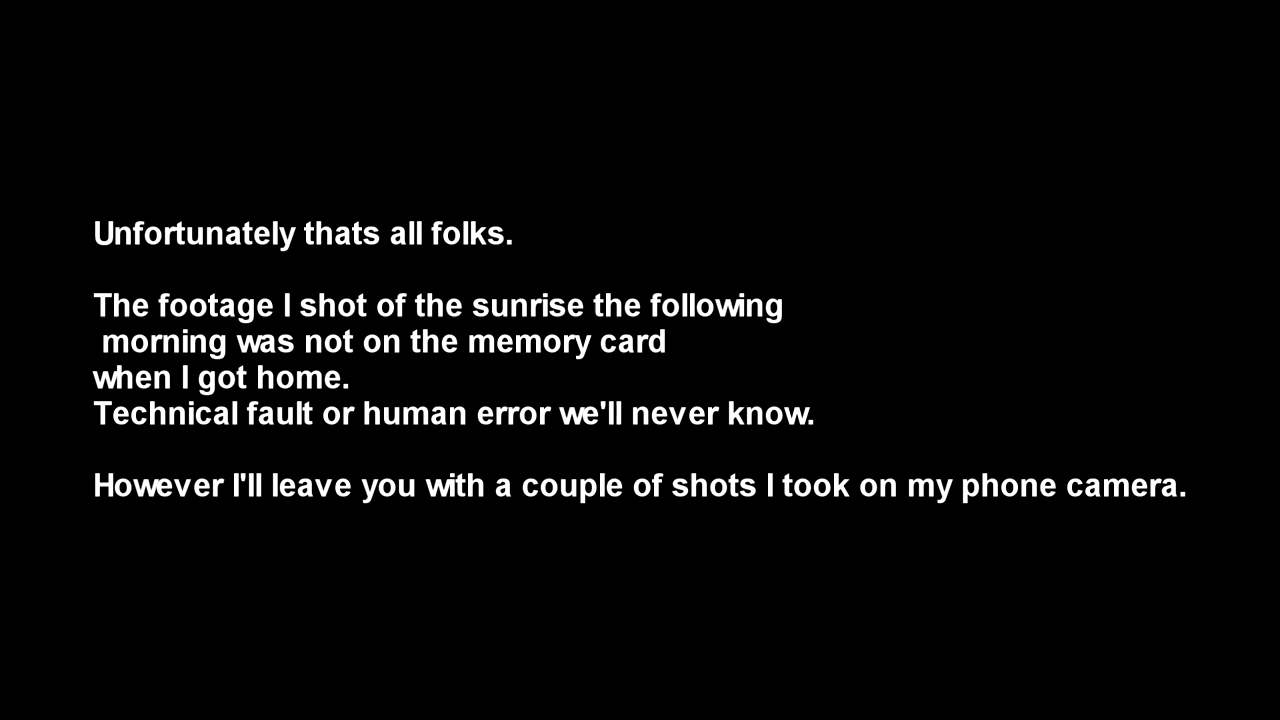 Unfortunately thats all folks.
The footage I shot of the sunrise the following
morning was not on the memory card
when I got home.
Technical fault or human error we'll never know.
However I'll leave you with a couple of shots I took on my phone camera.